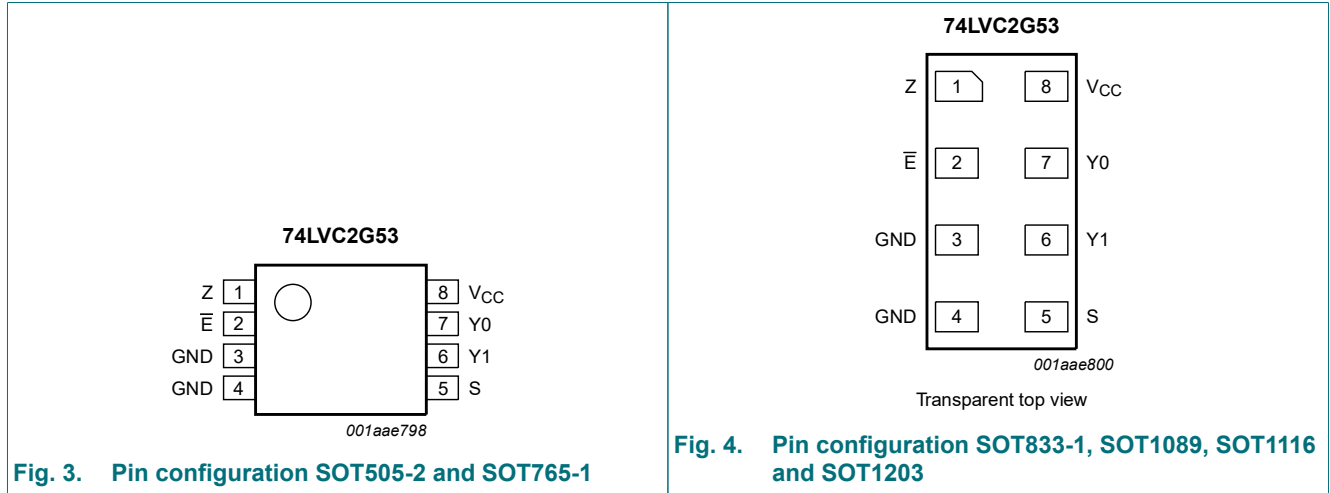 74LVC2G53
Z 1 8 VCC
E̅ 2 7 Y0
GND 3 6 Y1
GND 4 5 S
001aae798
Fig. 3. Pin configuration SOT505-2 and SOT765-1
74LVC2G53
Z 1 8 VCC
E̅ 2 7 Y0
GND 3 6 Y1
GND 4 5 S
001aae800
Transparent top view
Fig. 4. Pin configuration SOT833-1, SOT1089, SOT1116
and SOT1203